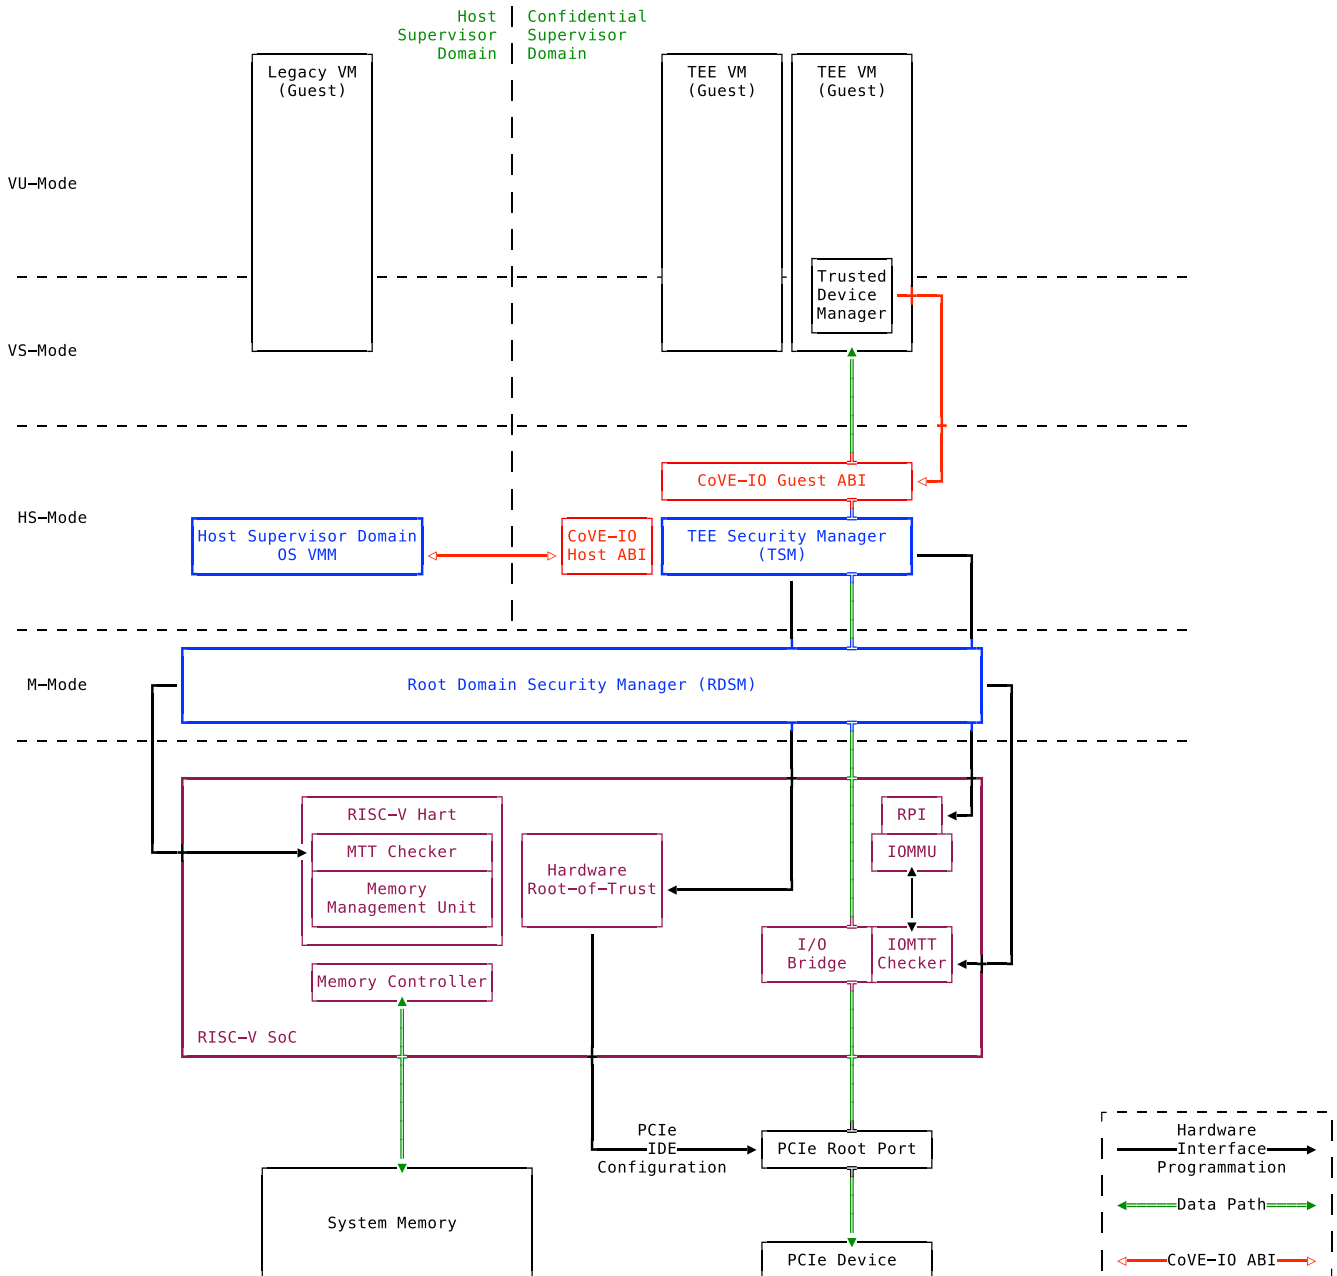 Host
Supervisor
Domain
Confidential
Supervisor
Domain
Legacy VM
(Guest)
TEE VM
(Guest)
TEE VM
(Guest)
VU-Mode
Trusted
Device
Manager
VS-Mode
CoVE-IO Guest ABI
HS-Mode
Host Supervisor Domain
OS VMM
CoVE-IO
Host ABI
TEE Security Manager
(TSM)
M-Mode
Root Domain Security Manager (RDSM)
RISC-V Hart
MTT Checker
Memory
Management Unit
Hardware
Root-of-Trust
RPI
IOMMU
I/O
Bridge
IOMTT
Checker
Memory Controller
RISC-V SoC
PCIe
IDE
Configuration
PCIe Root Port
System Memory
PCIe Device
Hardware
Interface
Programmation
Data Path
CoVE-IO ABI